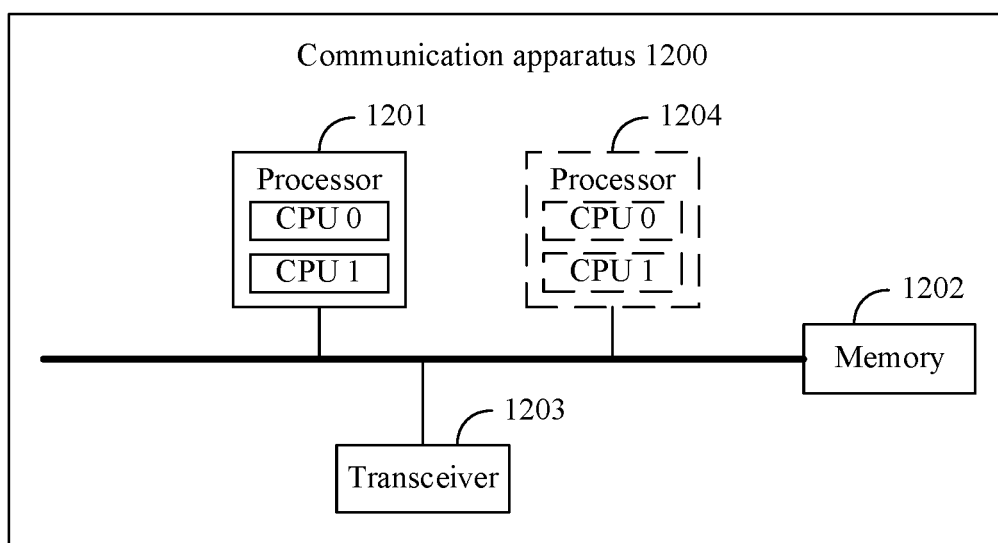 Communication apparatus 1200
1201
1204
Processor
CPU 0
CPU 1
Processor
CPU 0
CPU 1
1202
Memory
1203
Transceiver